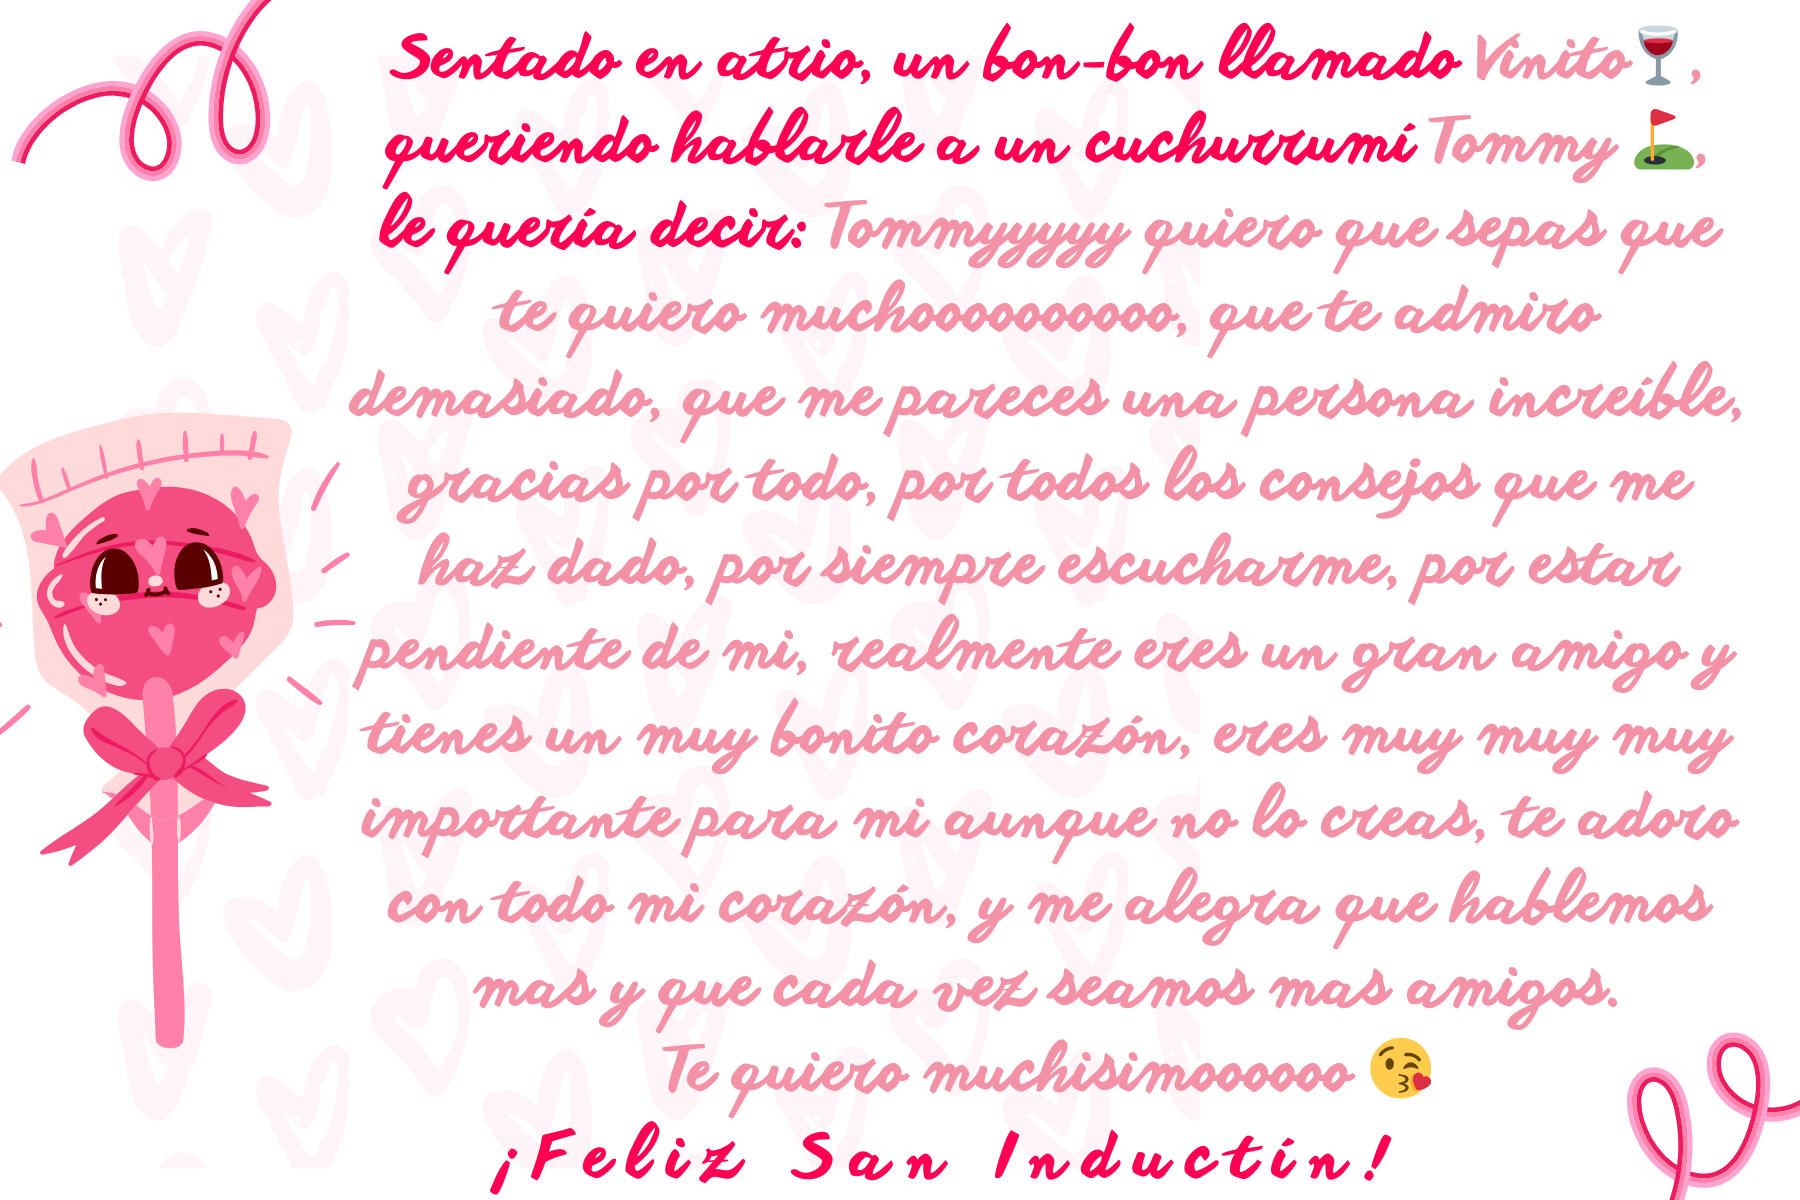 Sentado en atrio, un bon-bon llamado Vinito🍷,
queriendo hablarle a un cuchurrumí Tommy ⛳,
le quería decir: Tommyyyyy quiero que sepas que
te quiero muchoooooooooo, que te admiro
demasiado, que me pareces una persona increíble,
gracias por todo, por todos los consejos que me
haz dado, por siempre escucharme, por estar
pendiente de mi, realmente eres un gran amigo y
tienes un muy bonito corazón, eres muy muy muy
importante para mi aunque no lo creas, te adoro
con todo mi corazón, y me alegra que hablemos
mas y que cada vez seamos mas amigos.
Te quiero muchisimoooooo 😘
¡Feliz San Inductín!